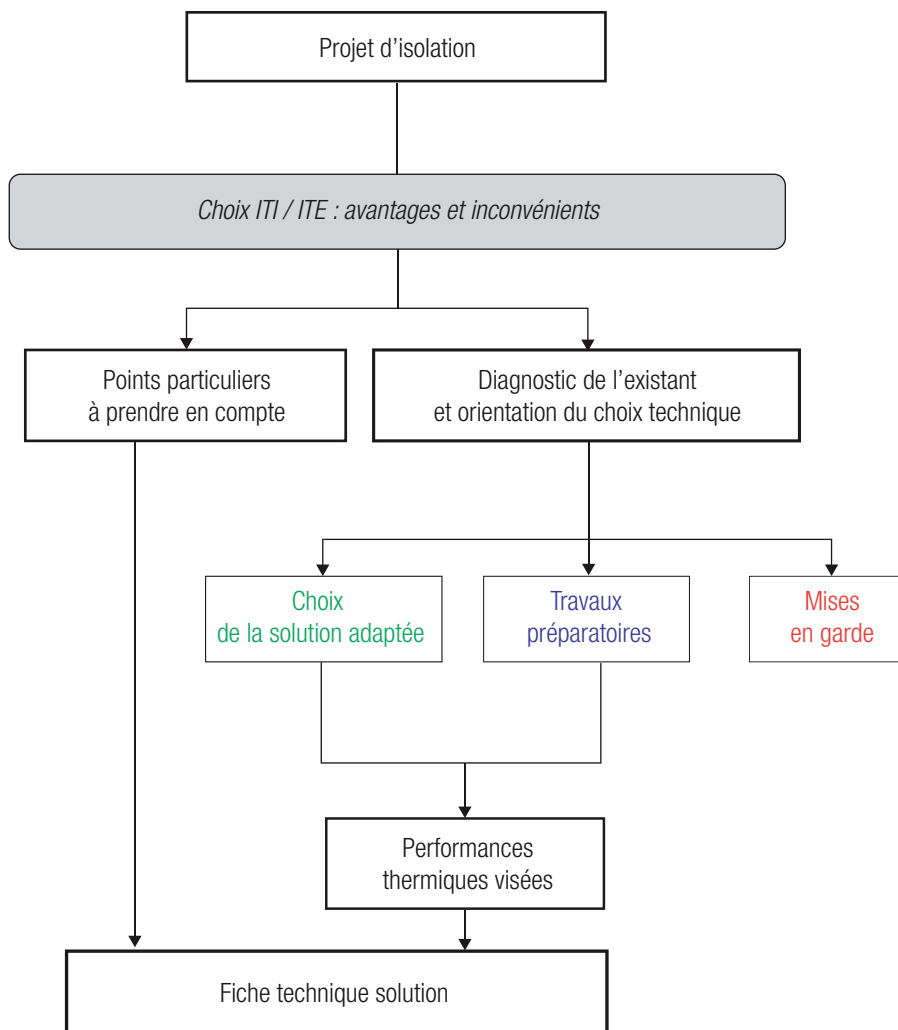 Projet d'isolation
Choix ITI / ITE : avantages et inconvénients
Points particuliers
à prendre en compte
Diagnostic de l'existant
et orientation du choix technique
Choix
de la solution adaptée
Travaux
préparatoires
Mises
en garde
Performances
thermiques visées
Fiche technique solution